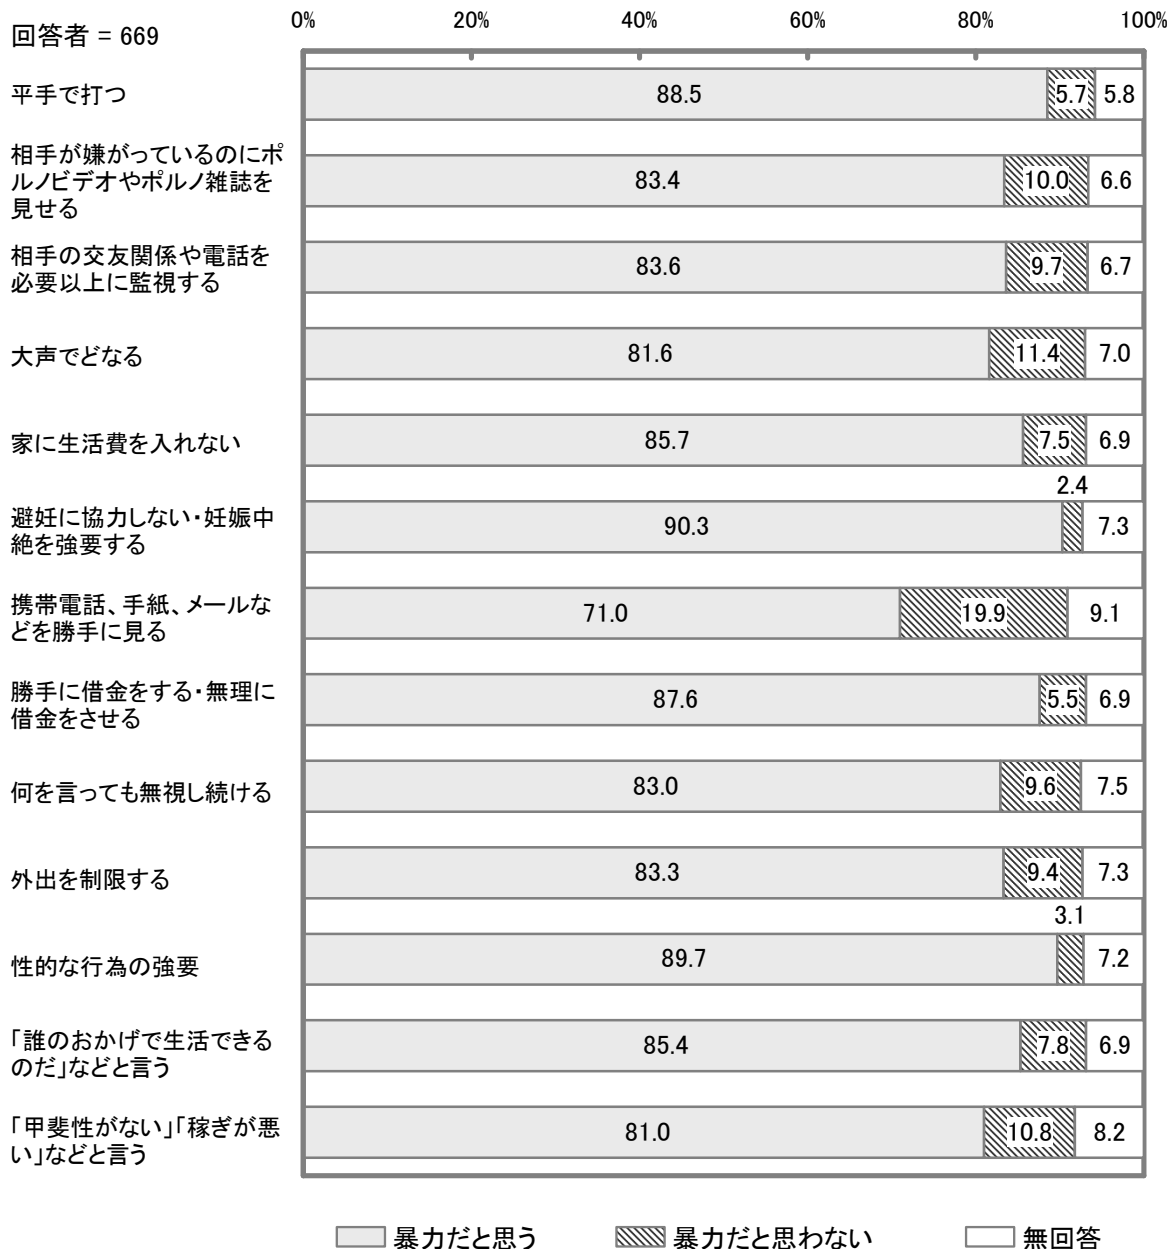 0% 20% 40% 60% 80% 100%
回答者 = 669
平手で打つ
88.5 5.7 5.8
相手が嫌がっているのにポ
ルノビデオやポルノ雑誌を
見せる
83.4 10.0 6.6
相手の交友関係や電話を
必要以上に監視する
83.6 9.7 6.7
大声でどなる
81.6 11.4 7.0
家に生活費を入れない
85.7 7.5 6.9
2.4
避妊に協力しない・妊娠中
絶を強要する
90.3 7.3
携帯電話、手紙、メールな
どを勝手に見る
71.0 19.9 9.1
勝手に借金をする・無理に
借金をさせる
87.6 5.5 6.9
何を言っても無視し続ける
83.0 9.6 7.5
外出を制限する
83.3 9.4 7.3
3.1
性的な行為の強要
89.7 7.2
「誰のおかげで生活できる
のだ」などと言う
85.4 7.8 6.9
「甲斐性がない」「稼ぎが悪
い」などと言う
81.0 10.8 8.2
暴力だと思う 暴力だと思わない 無回答